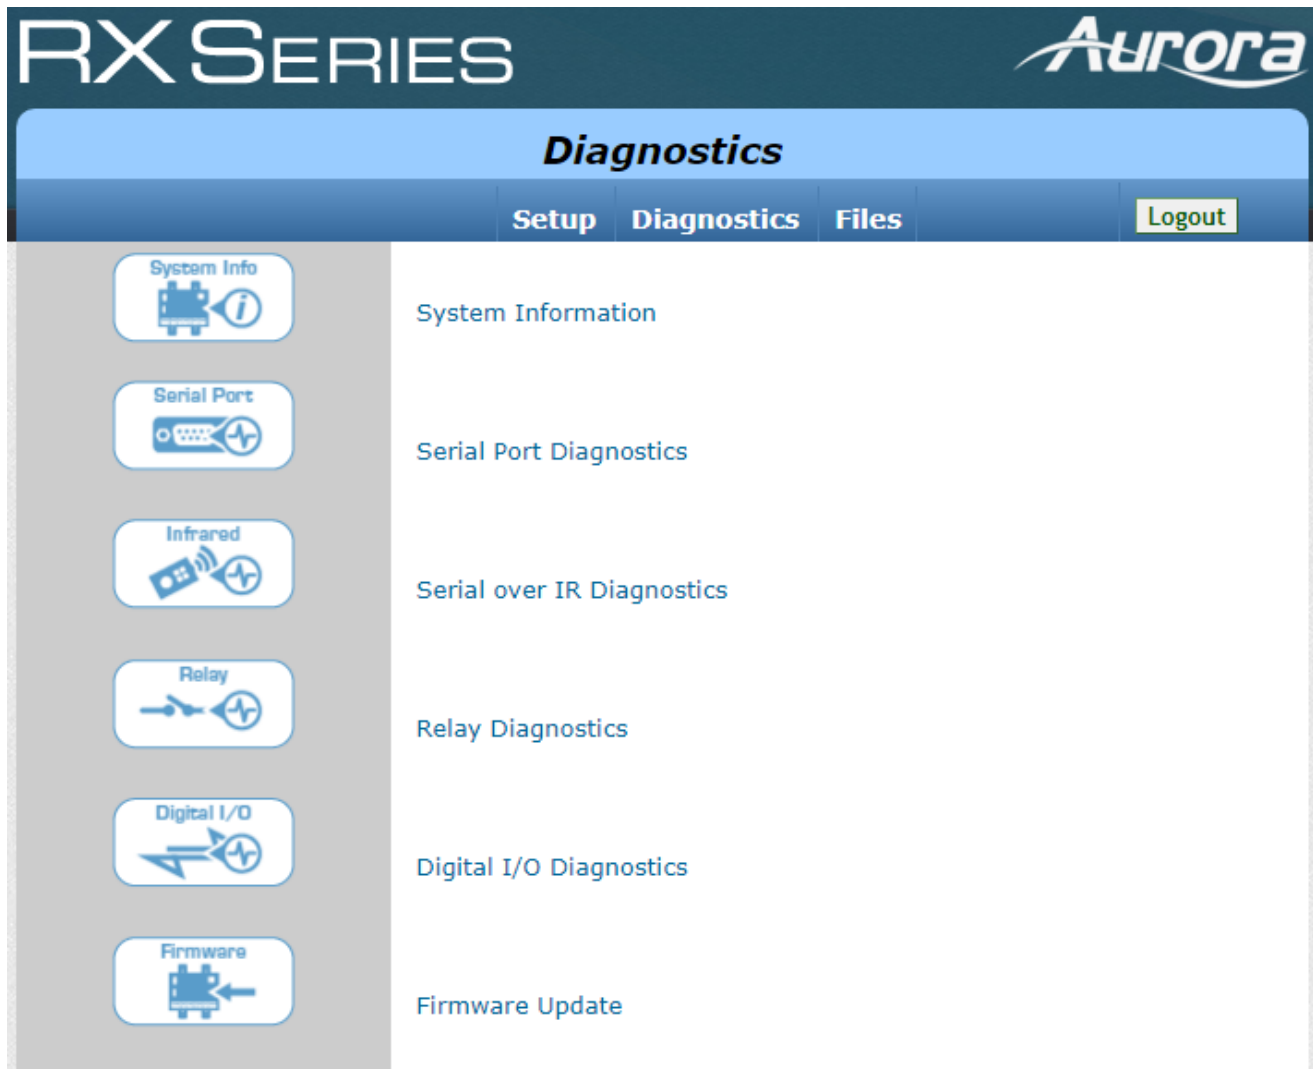 RX SERIES
Aurora
Diagnostics
Setup Diagnostics Files Logout
System Info
System Information
Serial Port
Serial Port Diagnostics
Infrared
Serial over IR Diagnostics
Relay
Relay Diagnostics
Digital I/O
Digital I/O Diagnostics
Firmware
Firmware Update